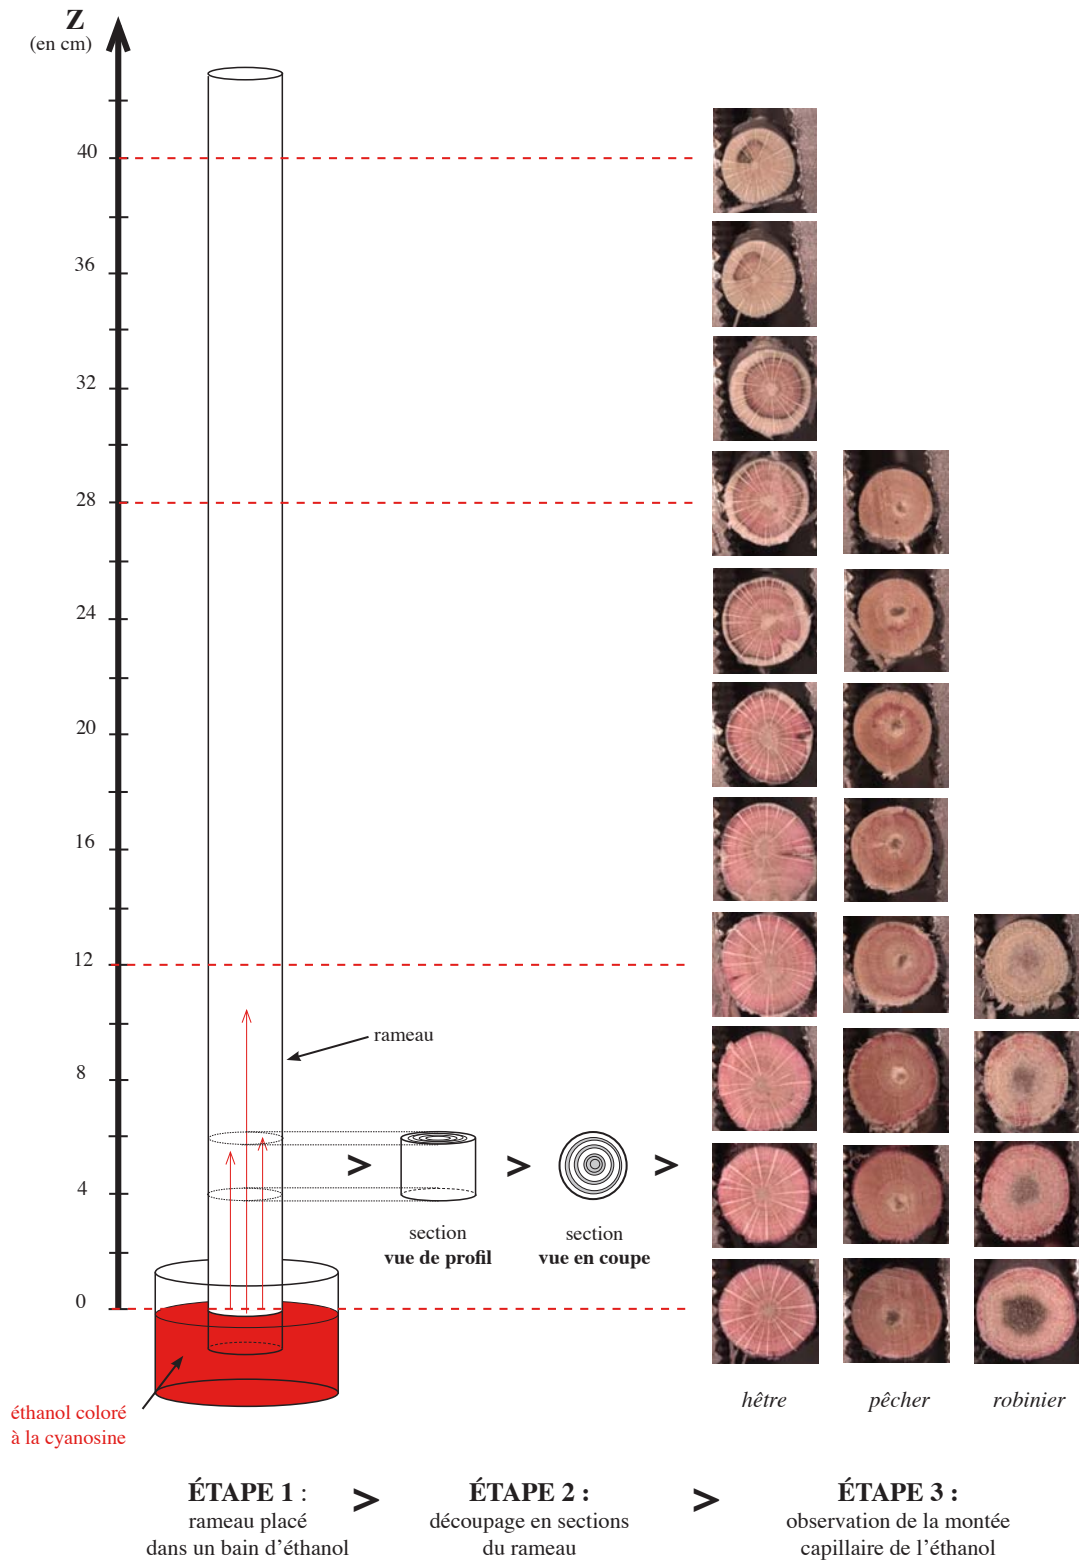 Z
(en cm)
40
36
32
28
24
20
16
12
8
4
0
rameau
>
>
>
section
vue de profil
section
vue en coupe
éthanol coloré
à la cyanosine
hêtre
pêcher
robinier
ÉTAPE 1 :
rameau placé
dans un bain d’éthanol
>
ÉTAPE 2 :
découpage en sections
du rameau
>
ÉTAPE 3 :
observation de la montée
capillaire de l’éthanol